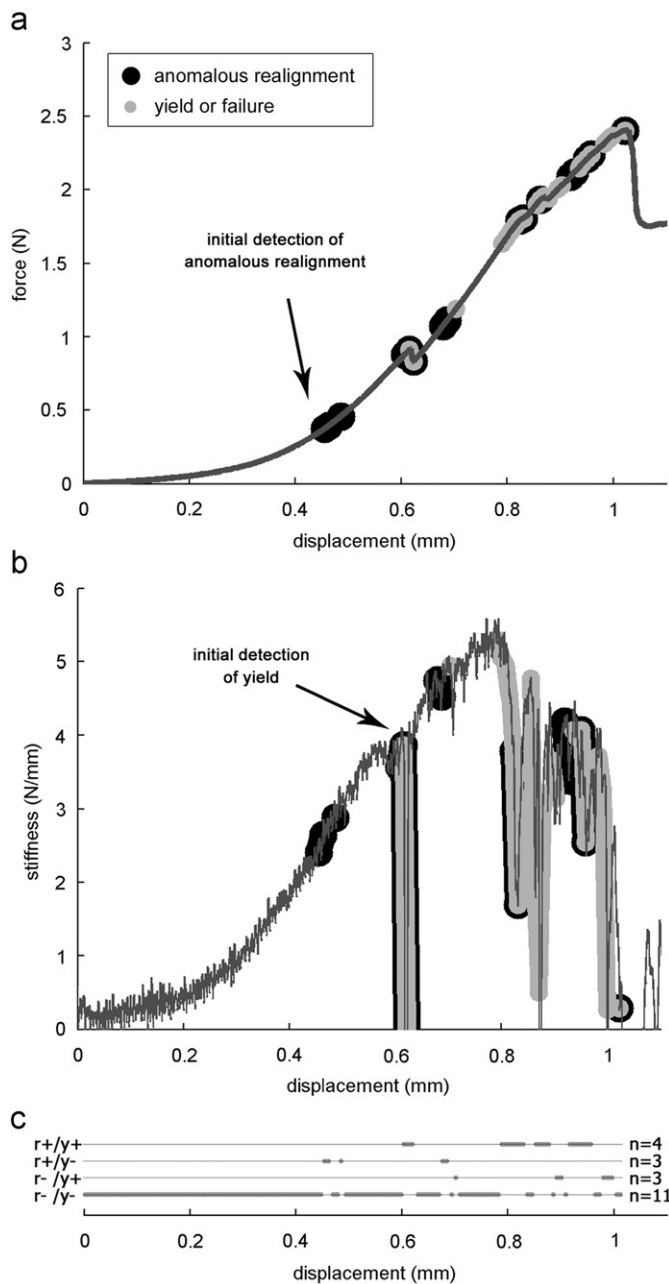 a
3
2.5
2
1.5
1
0.5
0
force (N)
anomalous realignment
yield or failure
initial detection of
anomalous realignment
0
0.2
0.4
0.6
0.8
1
displacement (mm)
b
6
5
4
3
2
1
0
stiffness (N/mm)
initial detection
of yield
0
0.2
0.4
0.6
0.8
1
displacement (mm)
c
r+/y+ n=4
r+/y- n=3
r- /y+ n=3
r- /y- n=11
0
0.2
0.4
0.6
0.8
1
displacement (mm)